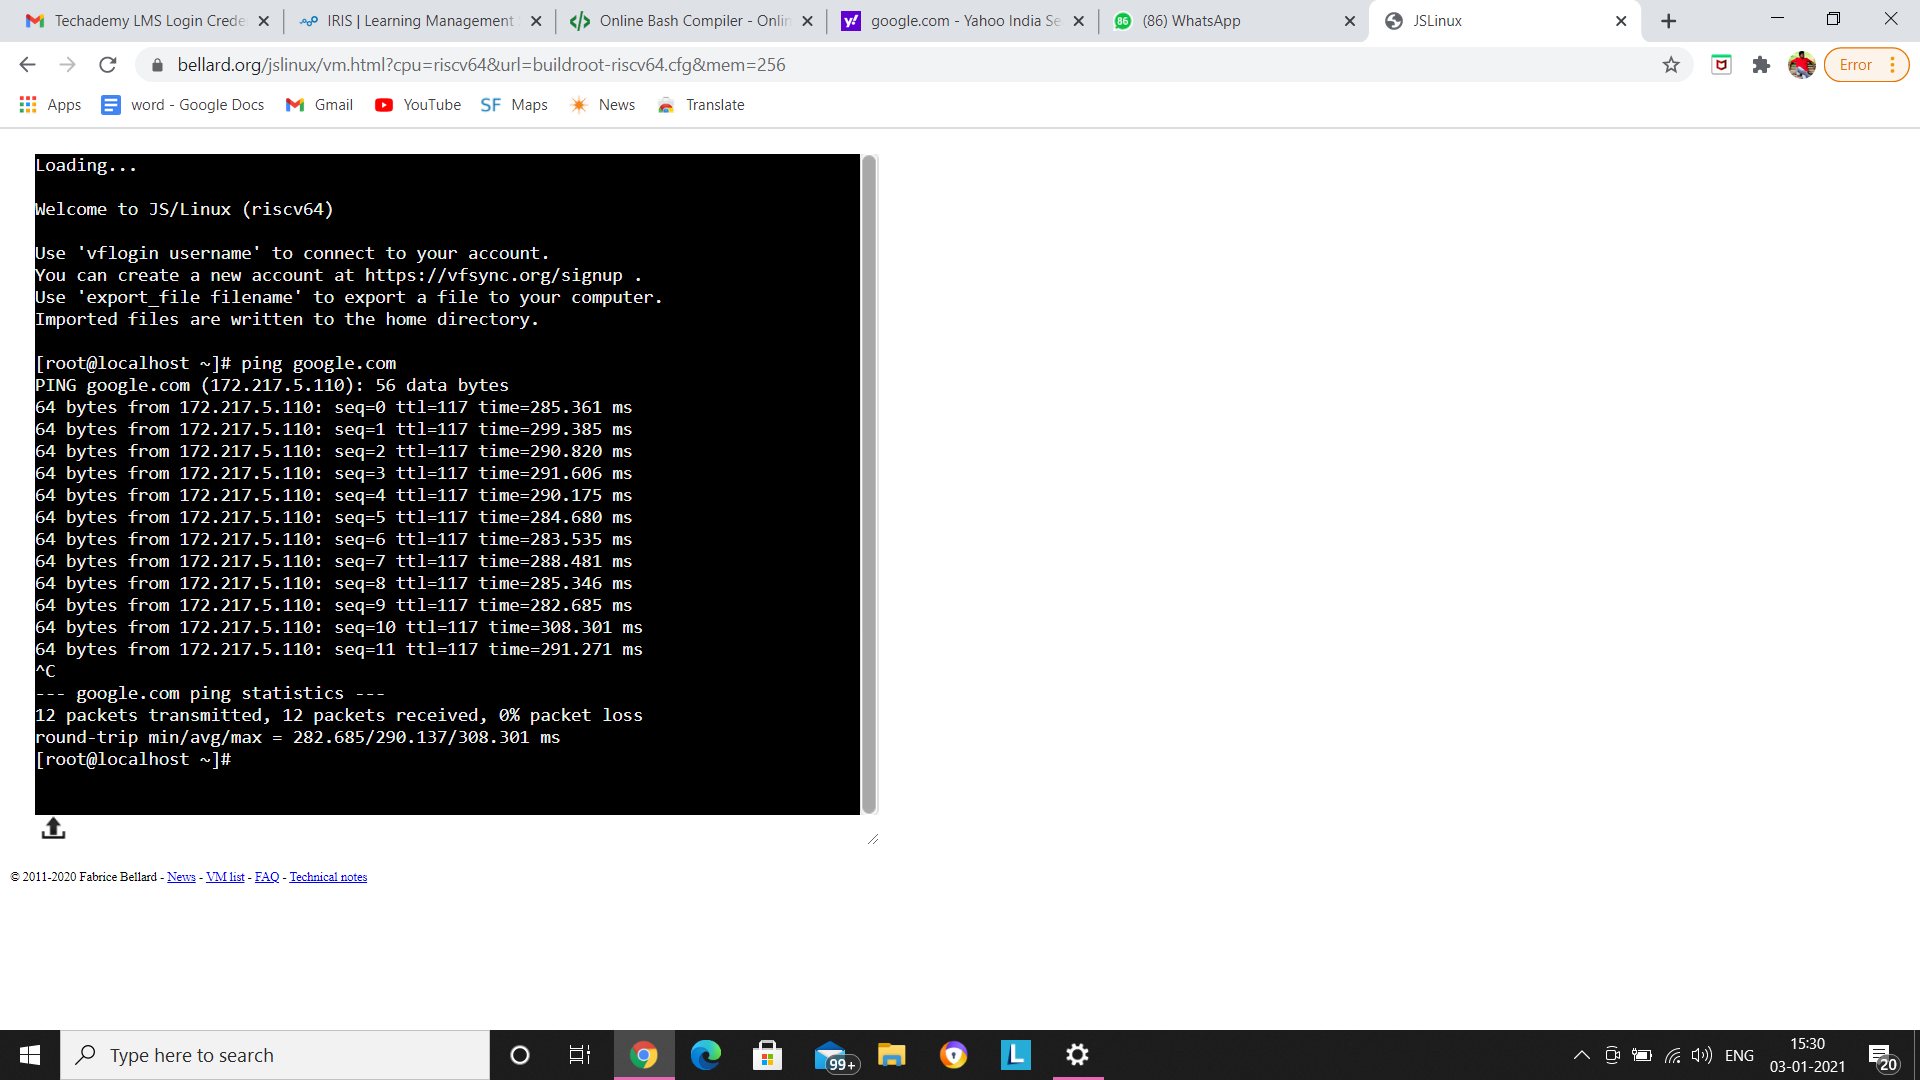 Techademy LMS Login Crede
IRIS | Learning Management
Online Bash Compiler - Onlin
google.com - Yahoo India Se
(86) WhatsApp
JSLinux
bellard.org/jslinux/vm.html?cpu=riscv64&url=buildroot-riscv64.cfg&mem=256
Error
Apps
word - Google Docs
Gmail
YouTube
SF Maps
News
Translate
Loading...
Welcome to JS/Linux (riscv64)
Use 'vflogin username' to connect to your account.
You can create a new account at https://vfsync.org/signup .
Use 'export_file filename' to export a file to your computer.
Imported files are written to the home directory.
[root@localhost ~]# ping google.com
PING google.com (172.217.5.110): 56 data bytes
64 bytes from 172.217.5.110: seq=0 ttl=117 time=285.361 ms
64 bytes from 172.217.5.110: seq=1 ttl=117 time=299.385 ms
64 bytes from 172.217.5.110: seq=2 ttl=117 time=290.820 ms
64 bytes from 172.217.5.110: seq=3 ttl=117 time=291.606 ms
64 bytes from 172.217.5.110: seq=4 ttl=117 time=290.175 ms
64 bytes from 172.217.5.110: seq=5 ttl=117 time=284.680 ms
64 bytes from 172.217.5.110: seq=6 ttl=117 time=283.535 ms
64 bytes from 172.217.5.110: seq=7 ttl=117 time=288.481 ms
64 bytes from 172.217.5.110: seq=8 ttl=117 time=285.346 ms
64 bytes from 172.217.5.110: seq=9 ttl=117 time=282.685 ms
64 bytes from 172.217.5.110: seq=10 ttl=117 time=308.301 ms
64 bytes from 172.217.5.110: seq=11 ttl=117 time=291.271 ms
^C
--- google.com ping statistics ---
12 packets transmitted, 12 packets received, 0% packet loss
round-trip min/avg/max = 282.685/290.137/308.301 ms
[root@localhost ~]#
© 2011-2020 Fabrice Bellard - News - VM list - FAQ - Technical notes
Type here to search
99+
L
ENG
15:30
03-01-2021
20